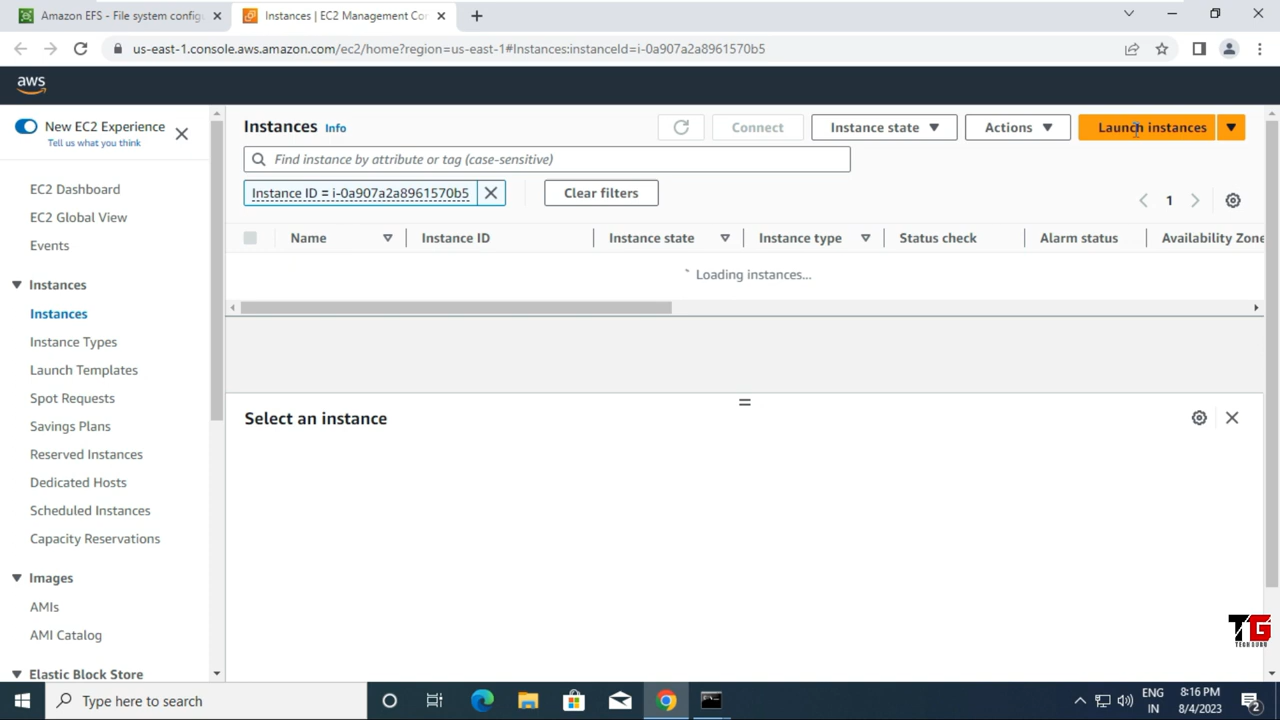 Amazon EFS - File system configu
Instances | EC2 Management Con
us-east-1.console.aws.amazon.com/ec2/home?region=us-east-1#Instances:instanceId=i-0a907a2a8961570b5
aws
New EC2 Experience
Tell us what you think
EC2 Dashboard
EC2 Global View
Events
Instances
Instances
Instance Types
Launch Templates
Spot Requests
Savings Plans
Reserved Instances
Dedicated Hosts
Scheduled Instances
Capacity Reservations
Images
AMIs
AMI Catalog
Elastic Block Store
Instances Info
Connect
Instance state
Actions
Launch instances
Find instance by attribute or tag (case-sensitive)
Instance ID = i-0a907a2a8961570b5
Clear filters
1
Name Instance ID Instance state Instance type Status check Alarm status Availability Zone
Loading instances...
Select an instance
TG
TECH GURU
Type here to search
ENG
IN
8:16 PM
8/4/2023
2